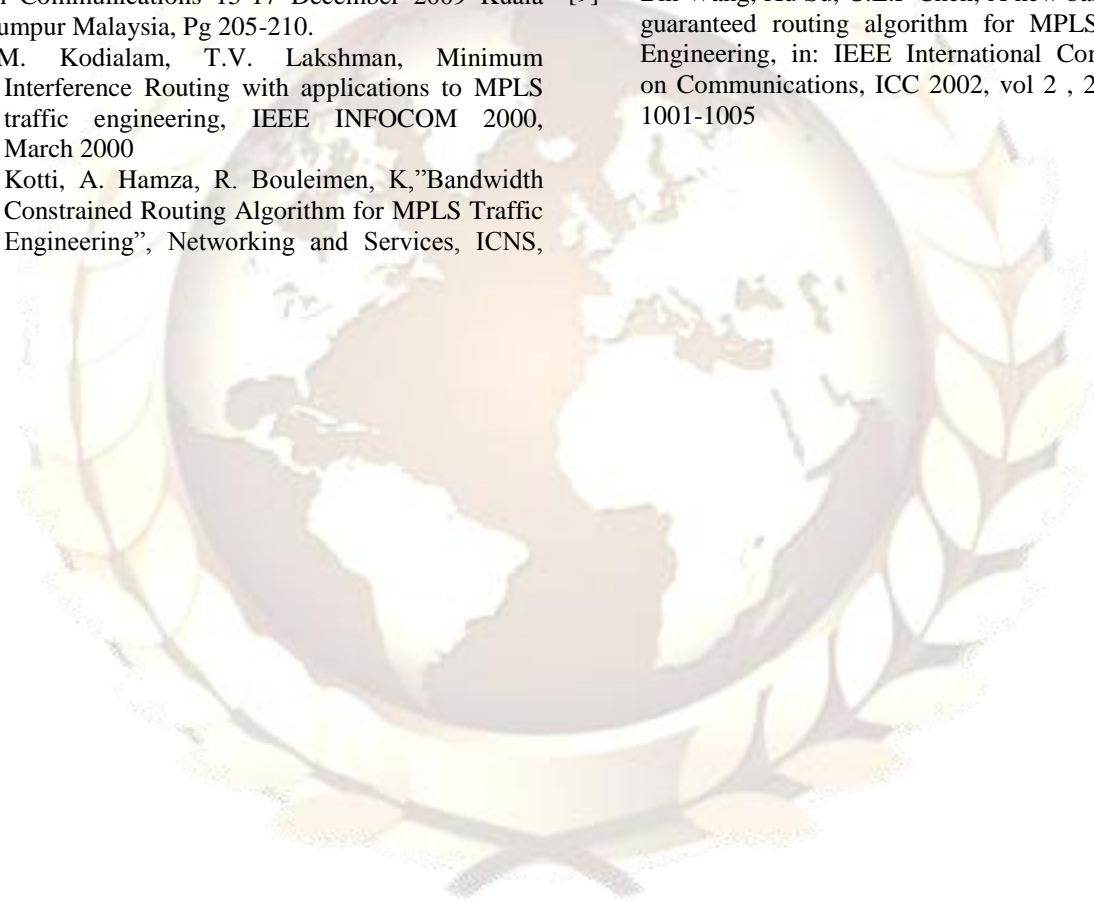 Communications 15-17 December 2009 Kuala
umpur Malaysia, Pg 205-210.
M. Kodialam, T.V. Lakshman, Minimum
Interference Routing with applications to MPLS
traffic engineering, IEEE INFOCOM 2000,
March 2000
Kotti, A. Hamza, R. Bouleimen, K,”Bandwidth
Constrained Routing Algorithm for MPLS Traffic
Engineering”, Networking and Services, ICNS,
guaranteed routing algorithm for MPLS
Engineering, in: IEEE International Con
on Communications, ICC 2002, vol 2 , 2
1001-1005